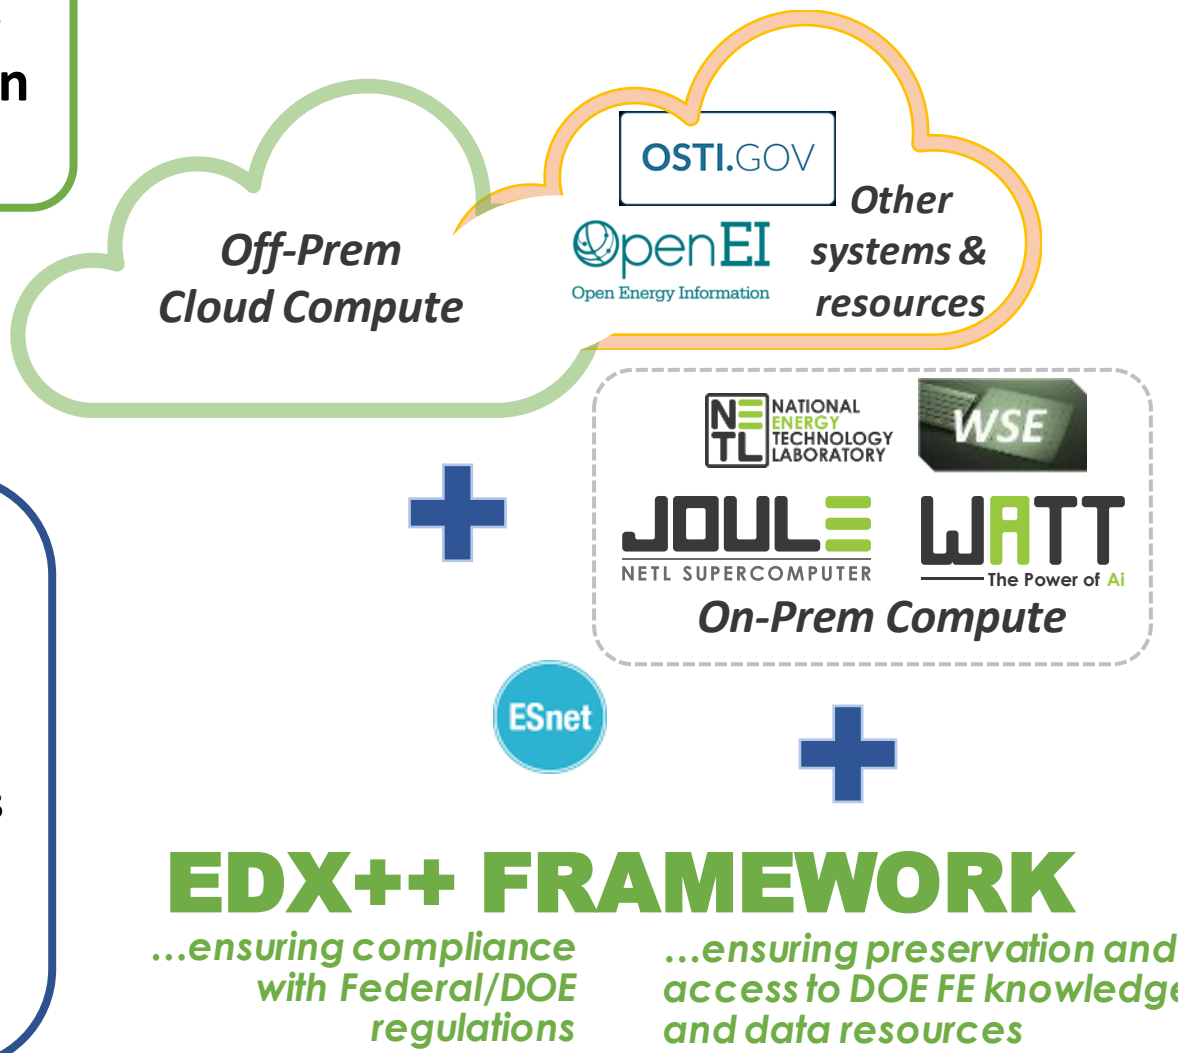 n
OSTI.GOV
Other
systems &
resources
OpenEI
Open Energy Information
Off-Prem
Cloud Compute
NETL
NATIONAL
ENERGY
TECHNOLOGY
LABORATORY
WSE
JOULE
NETL SUPERCOMPUTER
WATT
The Power of Ai
On-Prem Compute
ESnet
s
EDX++ FRAMEWORK
...ensuring compliance
with Federal/DOE
regulations
...ensuring preservation and
access to DOE FE knowledge
and data resources